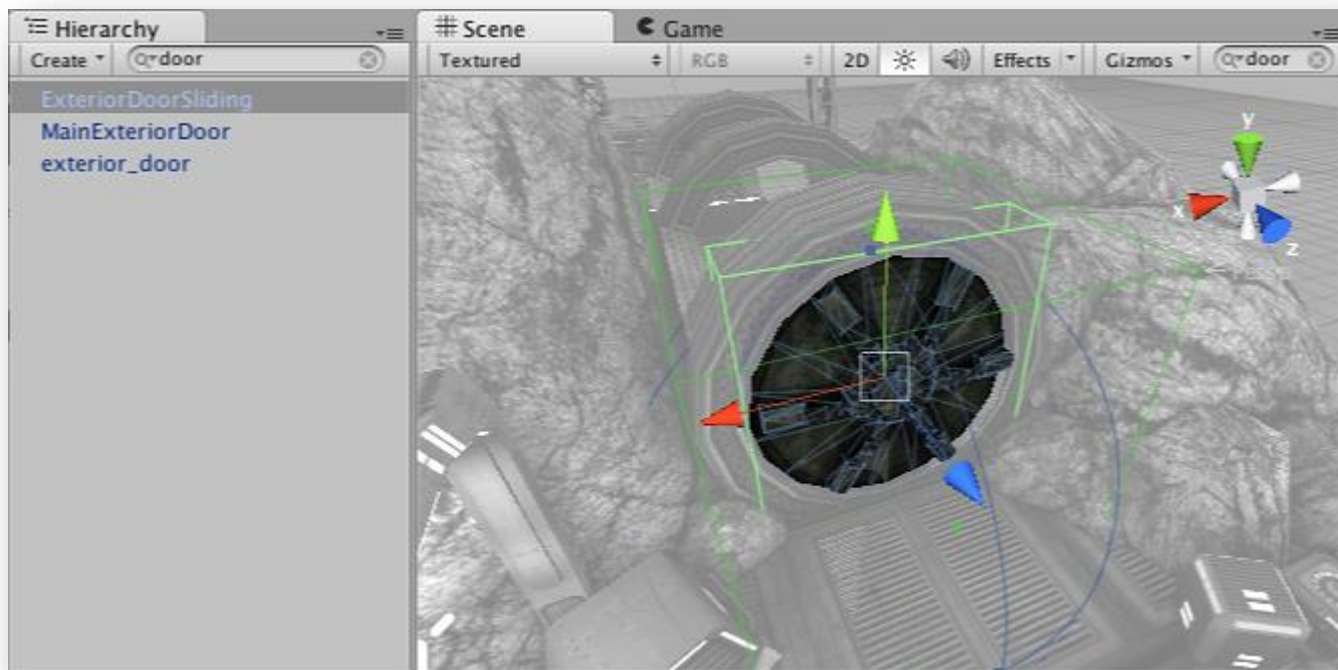 Hierarchy
Create door
ExteriorDoorSliding
MainExteriorDoor
exterior_door
Scene Game
Textured RGB 2D Effects Gizmos door
y
x
z